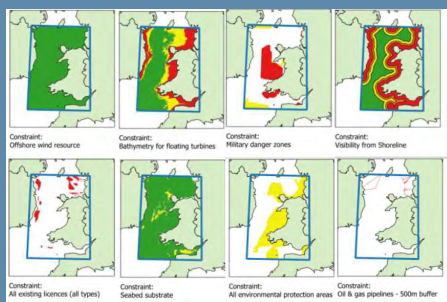 Constraint:
Offshore wind resource
Constraint:
Bathymetry for floating turbines
Constraint:
Military danger zones
Constraint:
Visibility from Shoreline
Constraint:
All existing licences (all types)
Constraint:
Seabed substrate
Constraint:
All environmental protection areas
Constraint:
Oil & gas pipelines - 500m buffer